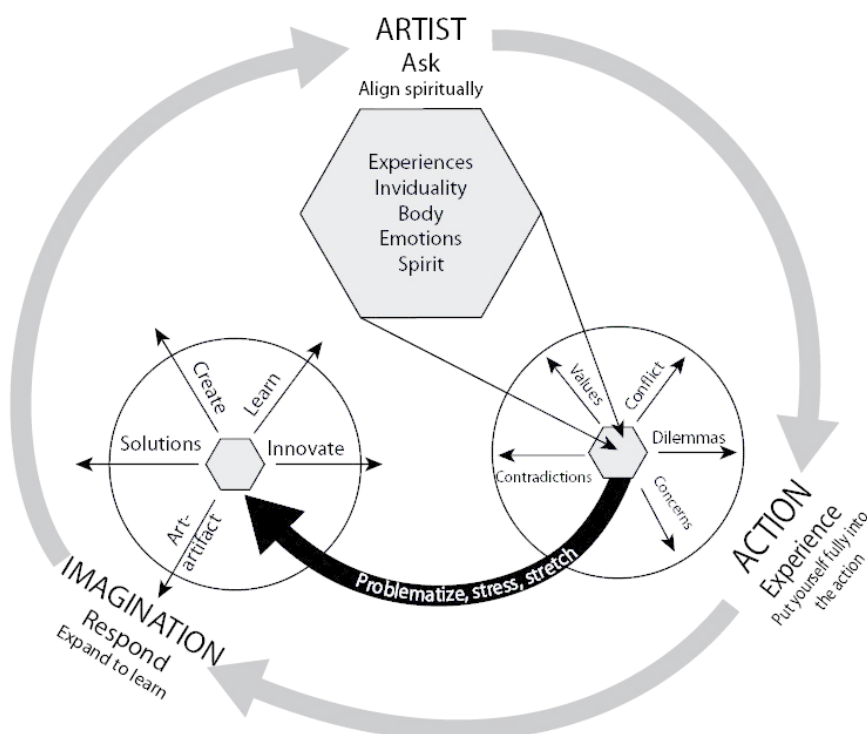 ARTIST
Ask
Align spiritually
Experiences
Inviduality
Body
Emotions
Spirit
Create
Learn
Solutions
Innovate
Art-
artifact
Values
Conflict
Dilemmas
Contradictions
Concerns
Problematize, stress, stretch
ACTION
Experience
Put yourself fully into
the action
IMAGINATION
Respond
Expand to learn